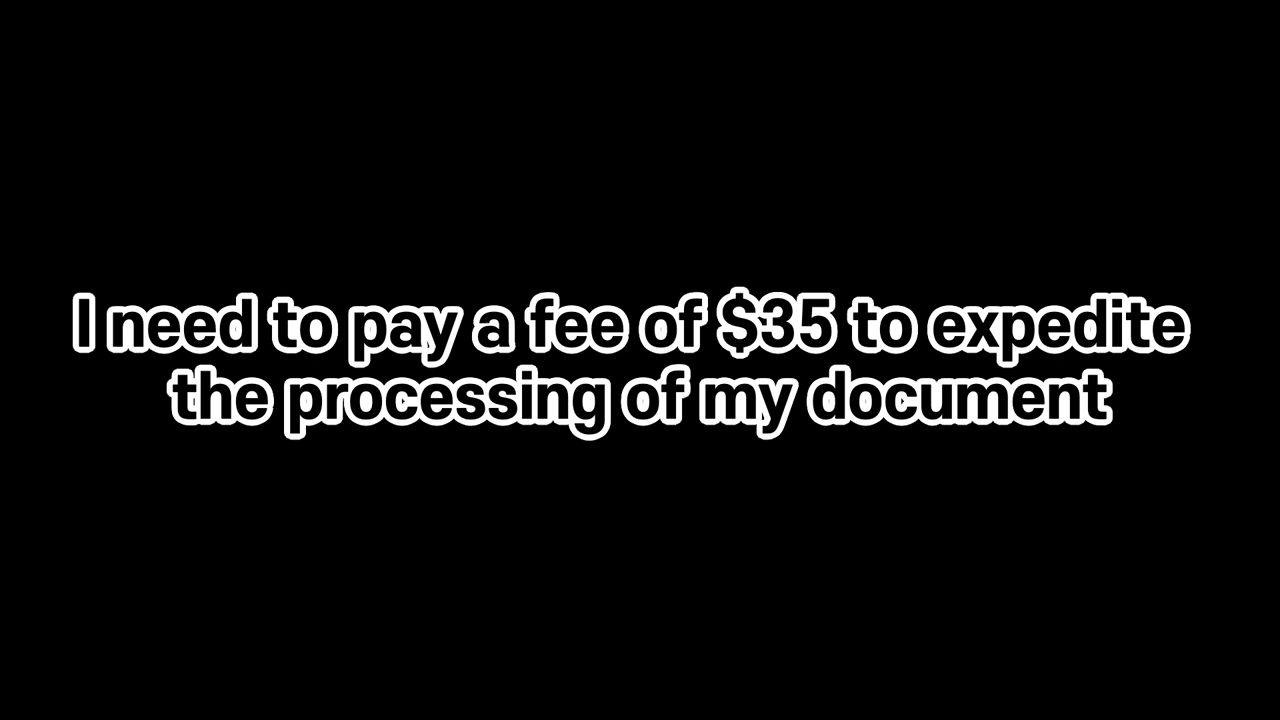 I need to pay a fee of $35 to expedite
the processing of my document